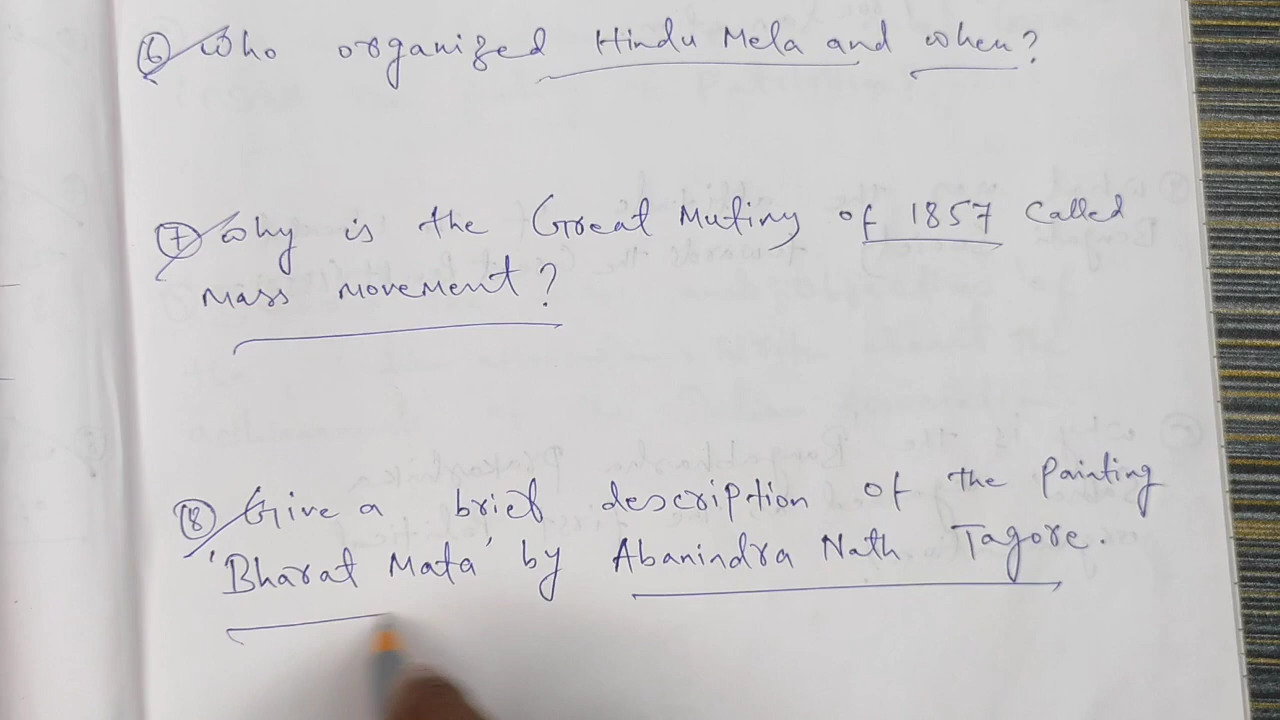 ⑥ Who organized Hindu Mela and when?
⑦ Why is the Great Mutiny of 1857 called
mass movement?
⑧ Give a brief description of the painting
'Bharat Mata' by Abanindra Nath Tagore.